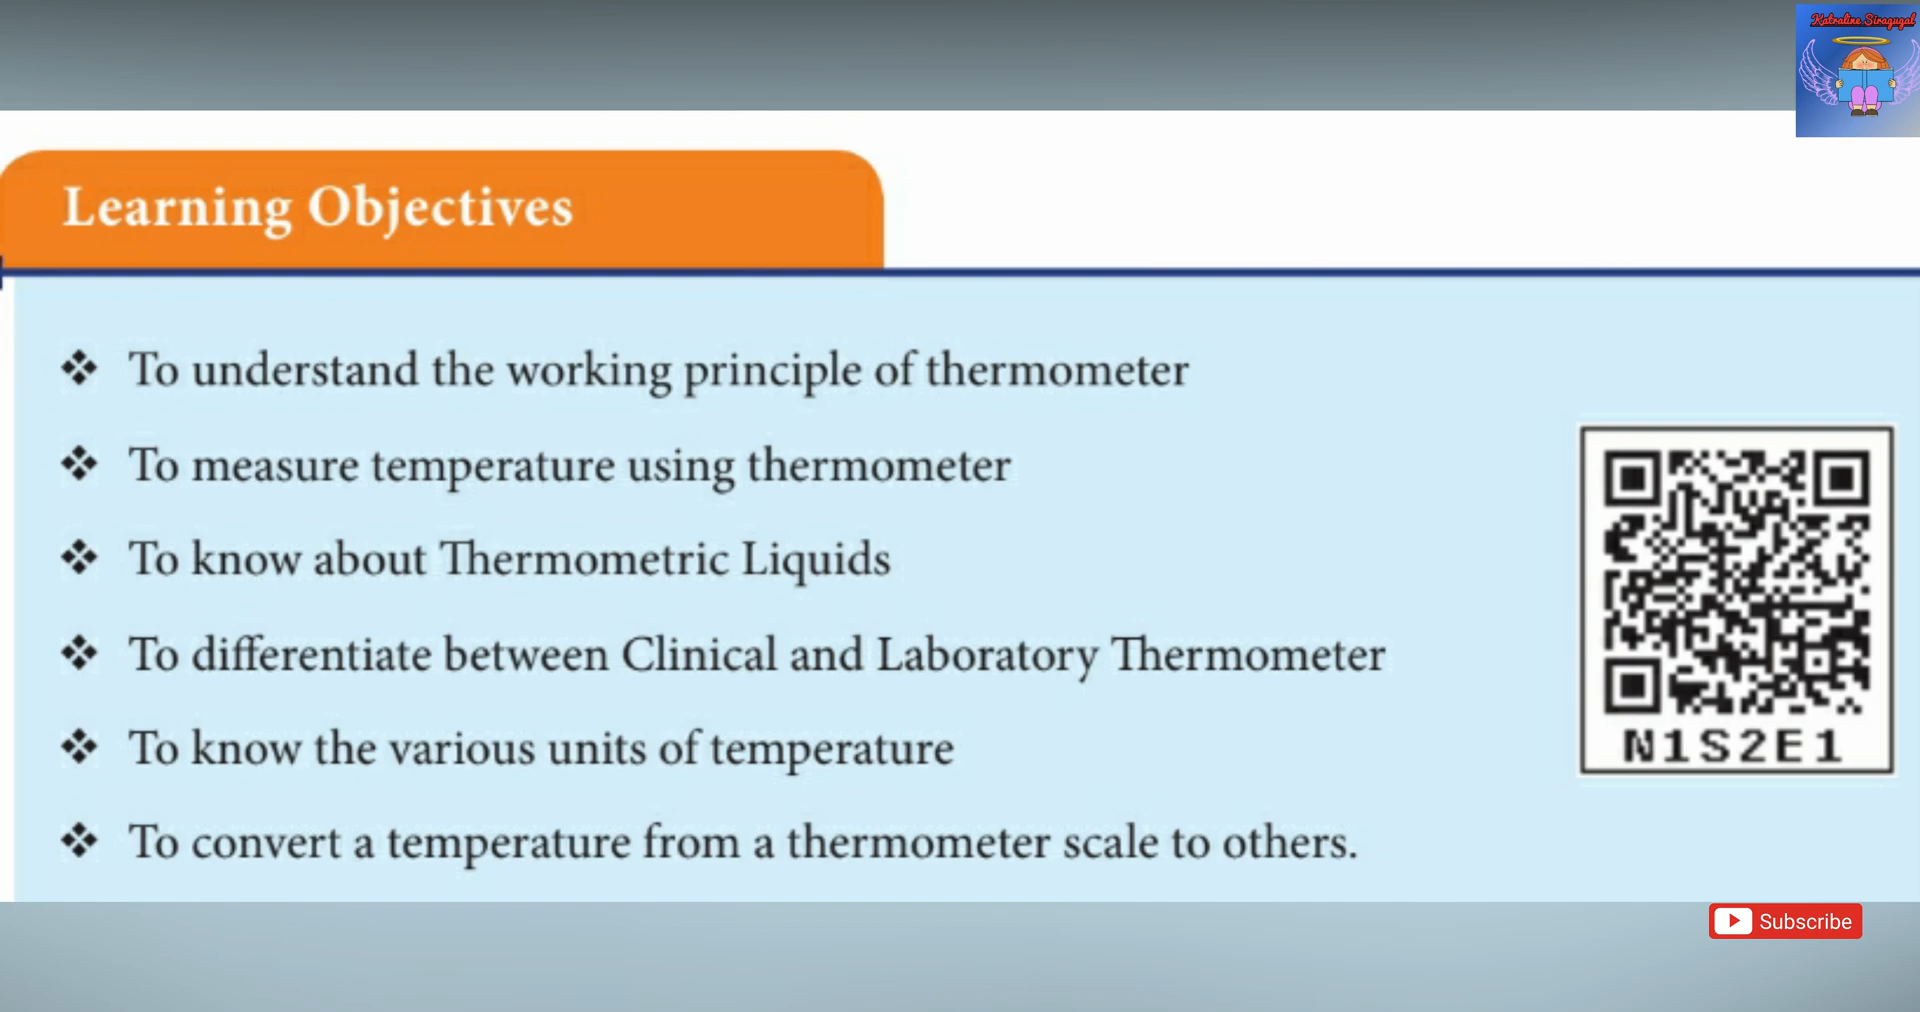 Katraline Siragugal
Learning Objectives
❖ To understand the working principle of thermometer
❖ To measure temperature using thermometer
❖ To know about Thermometric Liquids
❖ To differentiate between Clinical and Laboratory Thermometer
❖ To know the various units of temperature
❖ To convert a temperature from a thermometer scale to others.
N1S2E1
Subscribe